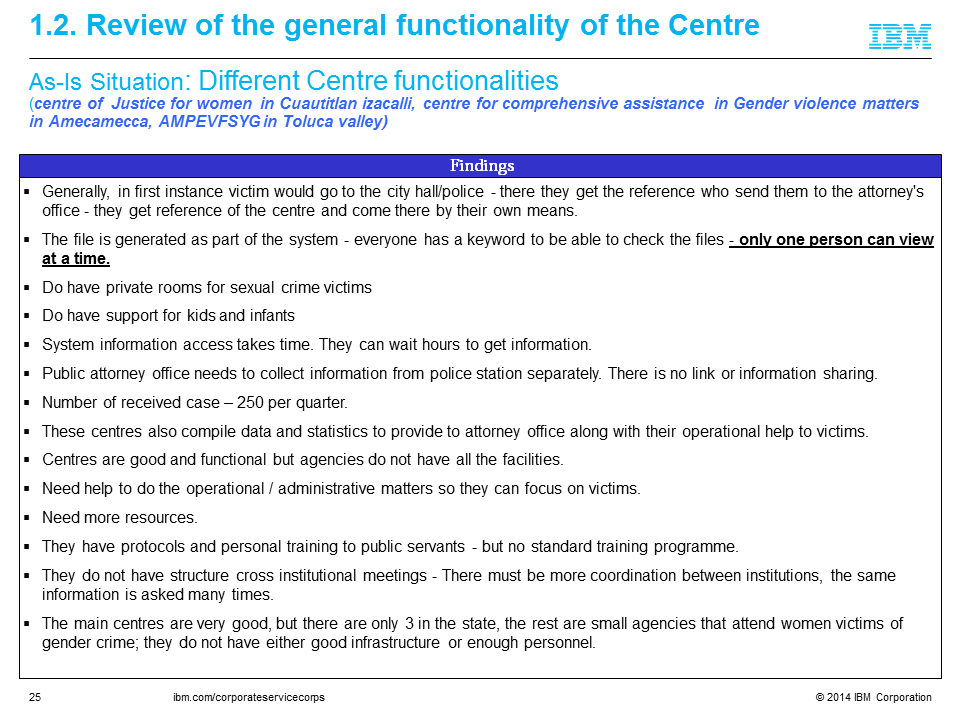 1.2. Review of the general functionality of the Centre
IBM
As-Is Situation: Different Centre functionalities
(centre of Justice for women in Cuautitlan izacalli, centre for comprehensive assistance in Gender violence matters
in Amecamecca, AMPEVFSYG in Toluca valley)
Findings
▪ Generally, in first instance victim would go to the city hall/police - there they get the reference who send them to the attorney's
office - they get reference of the centre and come there by their own means.
▪ The file is generated as part of the system - everyone has a keyword to be able to check the files - only one person can view
at a time.
▪ Do have private rooms for sexual crime victims
▪ Do have support for kids and infants
▪ System information access takes time. They can wait hours to get information.
▪ Public attorney office needs to collect information from police station separately. There is no link or information sharing.
▪ Number of received case – 250 per quarter.
▪ These centres also compile data and statistics to provide to attorney office along with their operational help to victims.
▪ Centres are good and functional but agencies do not have all the facilities.
▪ Need help to do the operational / administrative matters so they can focus on victims.
▪ Need more resources.
▪ They have protocols and personal training to public servants - but no standard training programme.
▪ They do not have structure cross institutional meetings - There must be more coordination between institutions, the same
information is asked many times.
▪ The main centres are very good, but there are only 3 in the state, the rest are small agencies that attend women victims of
gender crime; they do not have either good infrastructure or enough personnel.
25 ibm.com/corporateservicecorps © 2014 IBM Corporation